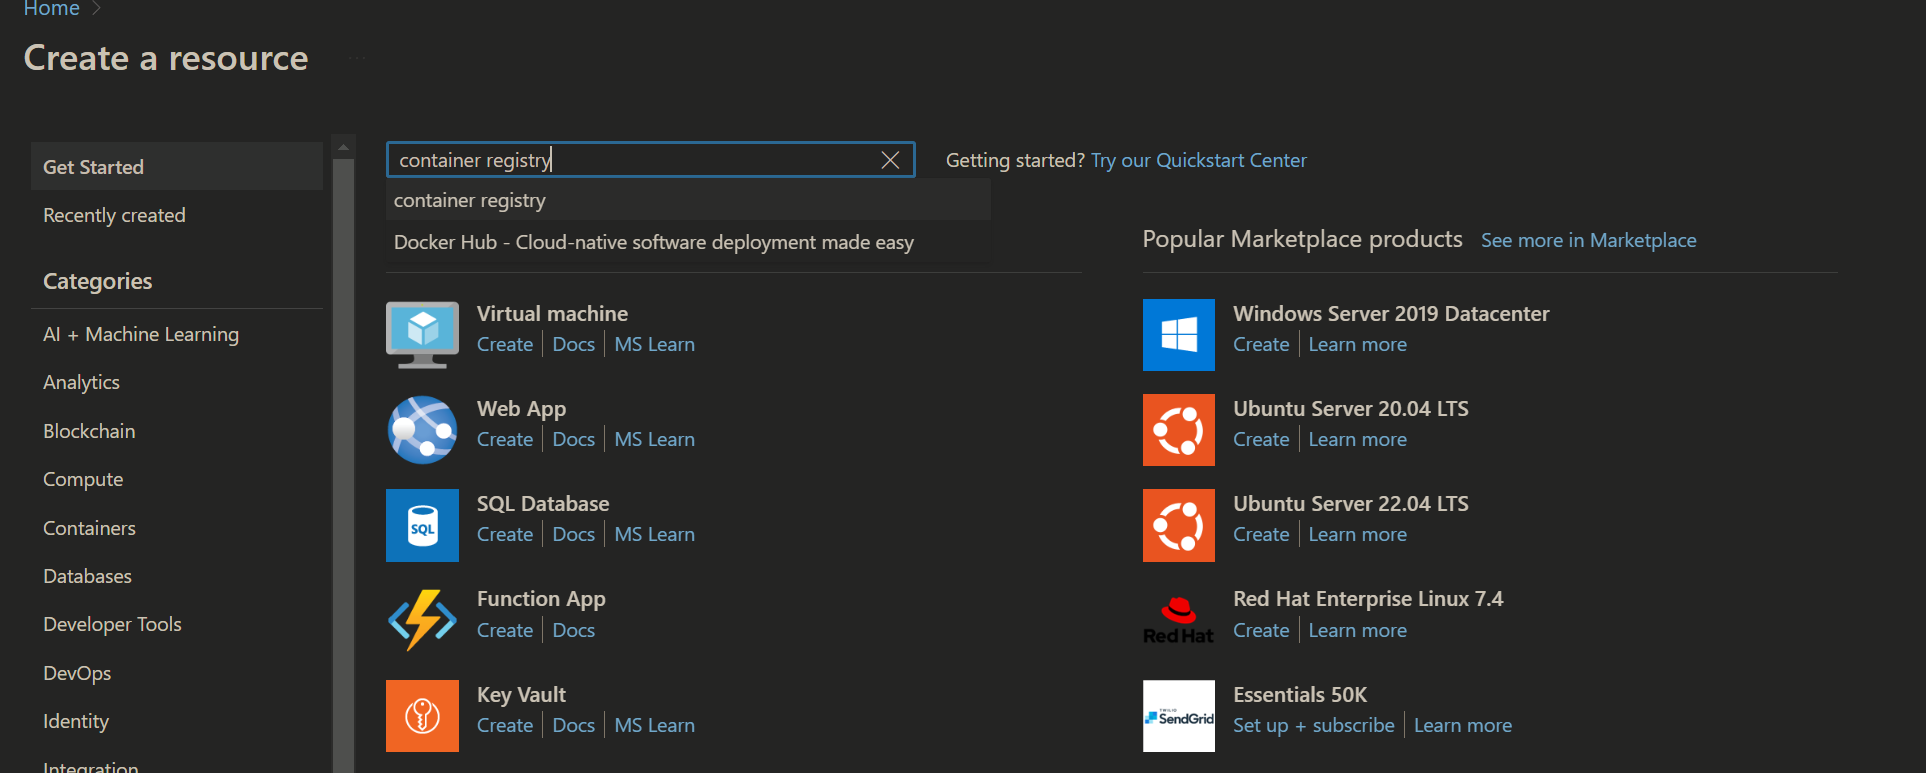 Home
Create a resource
Get Started
Recently created
Categories
AI + Machine Learning
Analytics
Blockchain
Compute
Containers
Databases
Developer Tools
DevOps
Identity
Integration
container registry
Getting started? Try our Quickstart Center
container registry
Docker Hub - Cloud-native software deployment made easy
Virtual machine
Create | Docs | MS Learn
Web App
Create | Docs | MS Learn
SQL
SQL Database
Create | Docs | MS Learn
Function App
Create | Docs
Key Vault
Create | Docs | MS Learn
Popular Marketplace products See more in Marketplace
Windows Server 2019 Datacenter
Create | Learn more
Ubuntu Server 20.04 LTS
Create | Learn more
Ubuntu Server 22.04 LTS
Create | Learn more
Red Hat
Red Hat Enterprise Linux 7.4
Create | Learn more
TWILIO
SendGrid
Essentials 50K
Set up + subscribe | Learn more